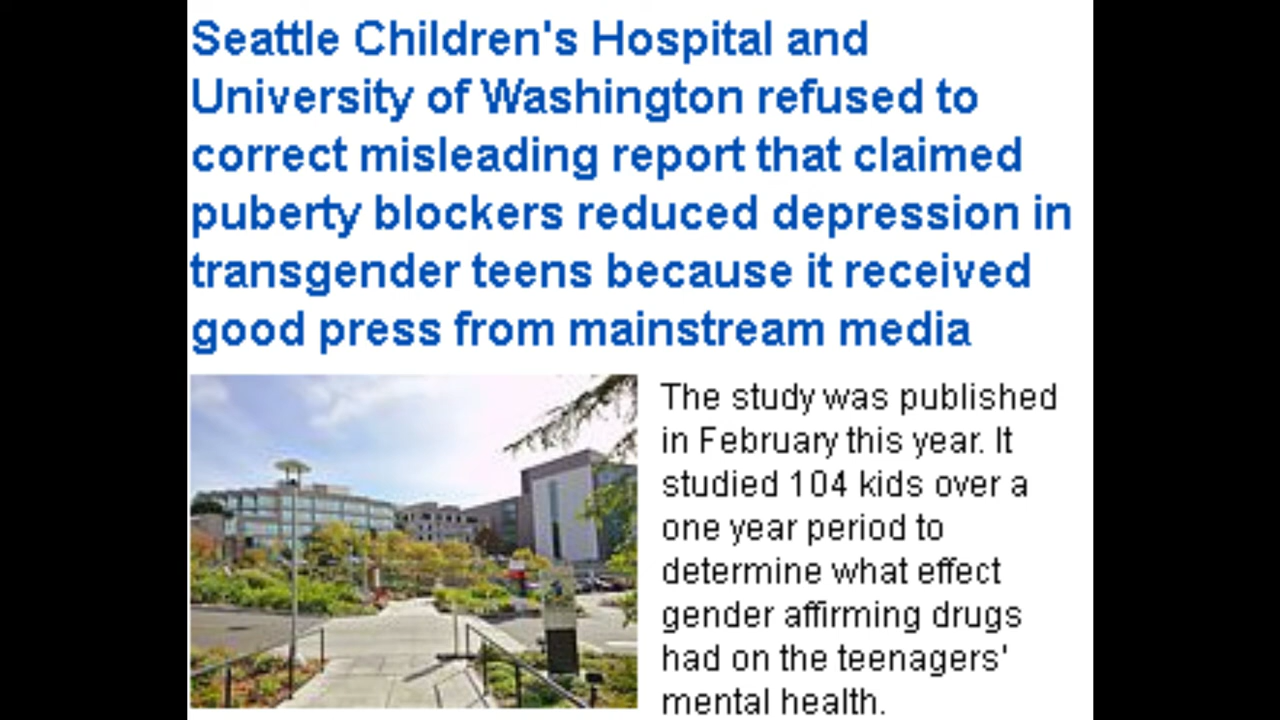 Seattle Children's Hospital and
University of Washington refused to
correct misleading report that claimed
puberty blockers reduced depression in
transgender teens because it received
good press from mainstream media
The study was published
in February this year. It
studied 104 kids over a
one year period to
determine what effect
gender affirming drugs
had on the teenagers'
mental health.